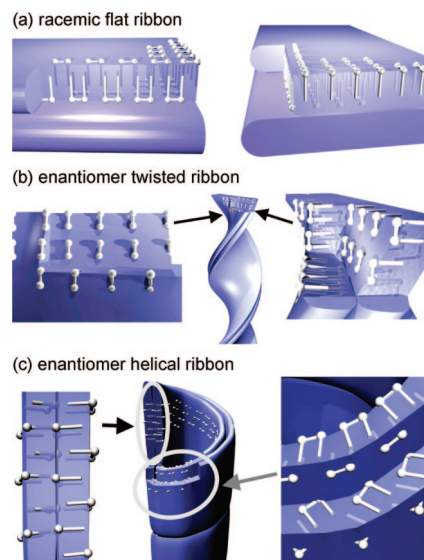 (a) racemic flat ribbon
(b) enantiomer twisted ribbon
(c) enantiomer helical ribbon